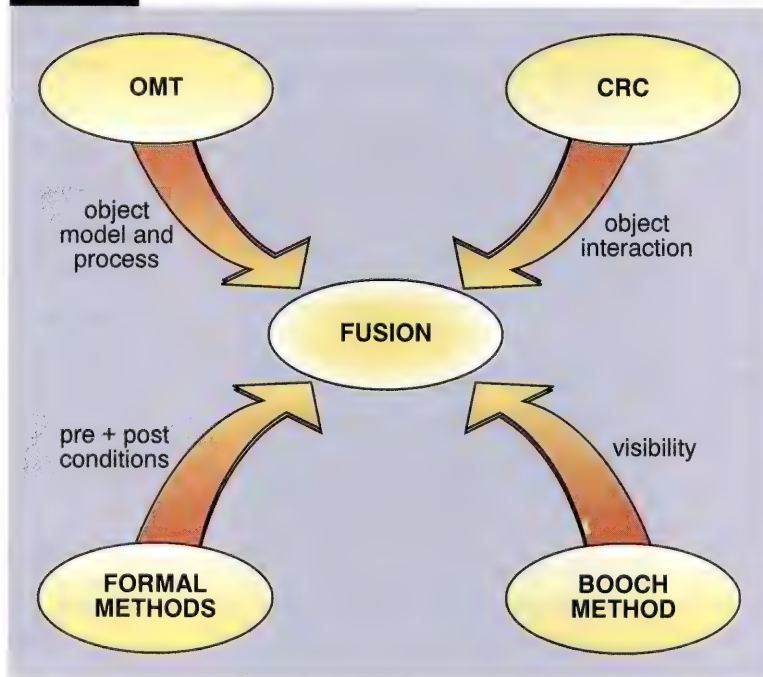 OMT
CRC
object
model and
process
object
interaction
FUSION
pre + post
conditions
visibility
FORMAL
METHODS
BOOCH
METHOD